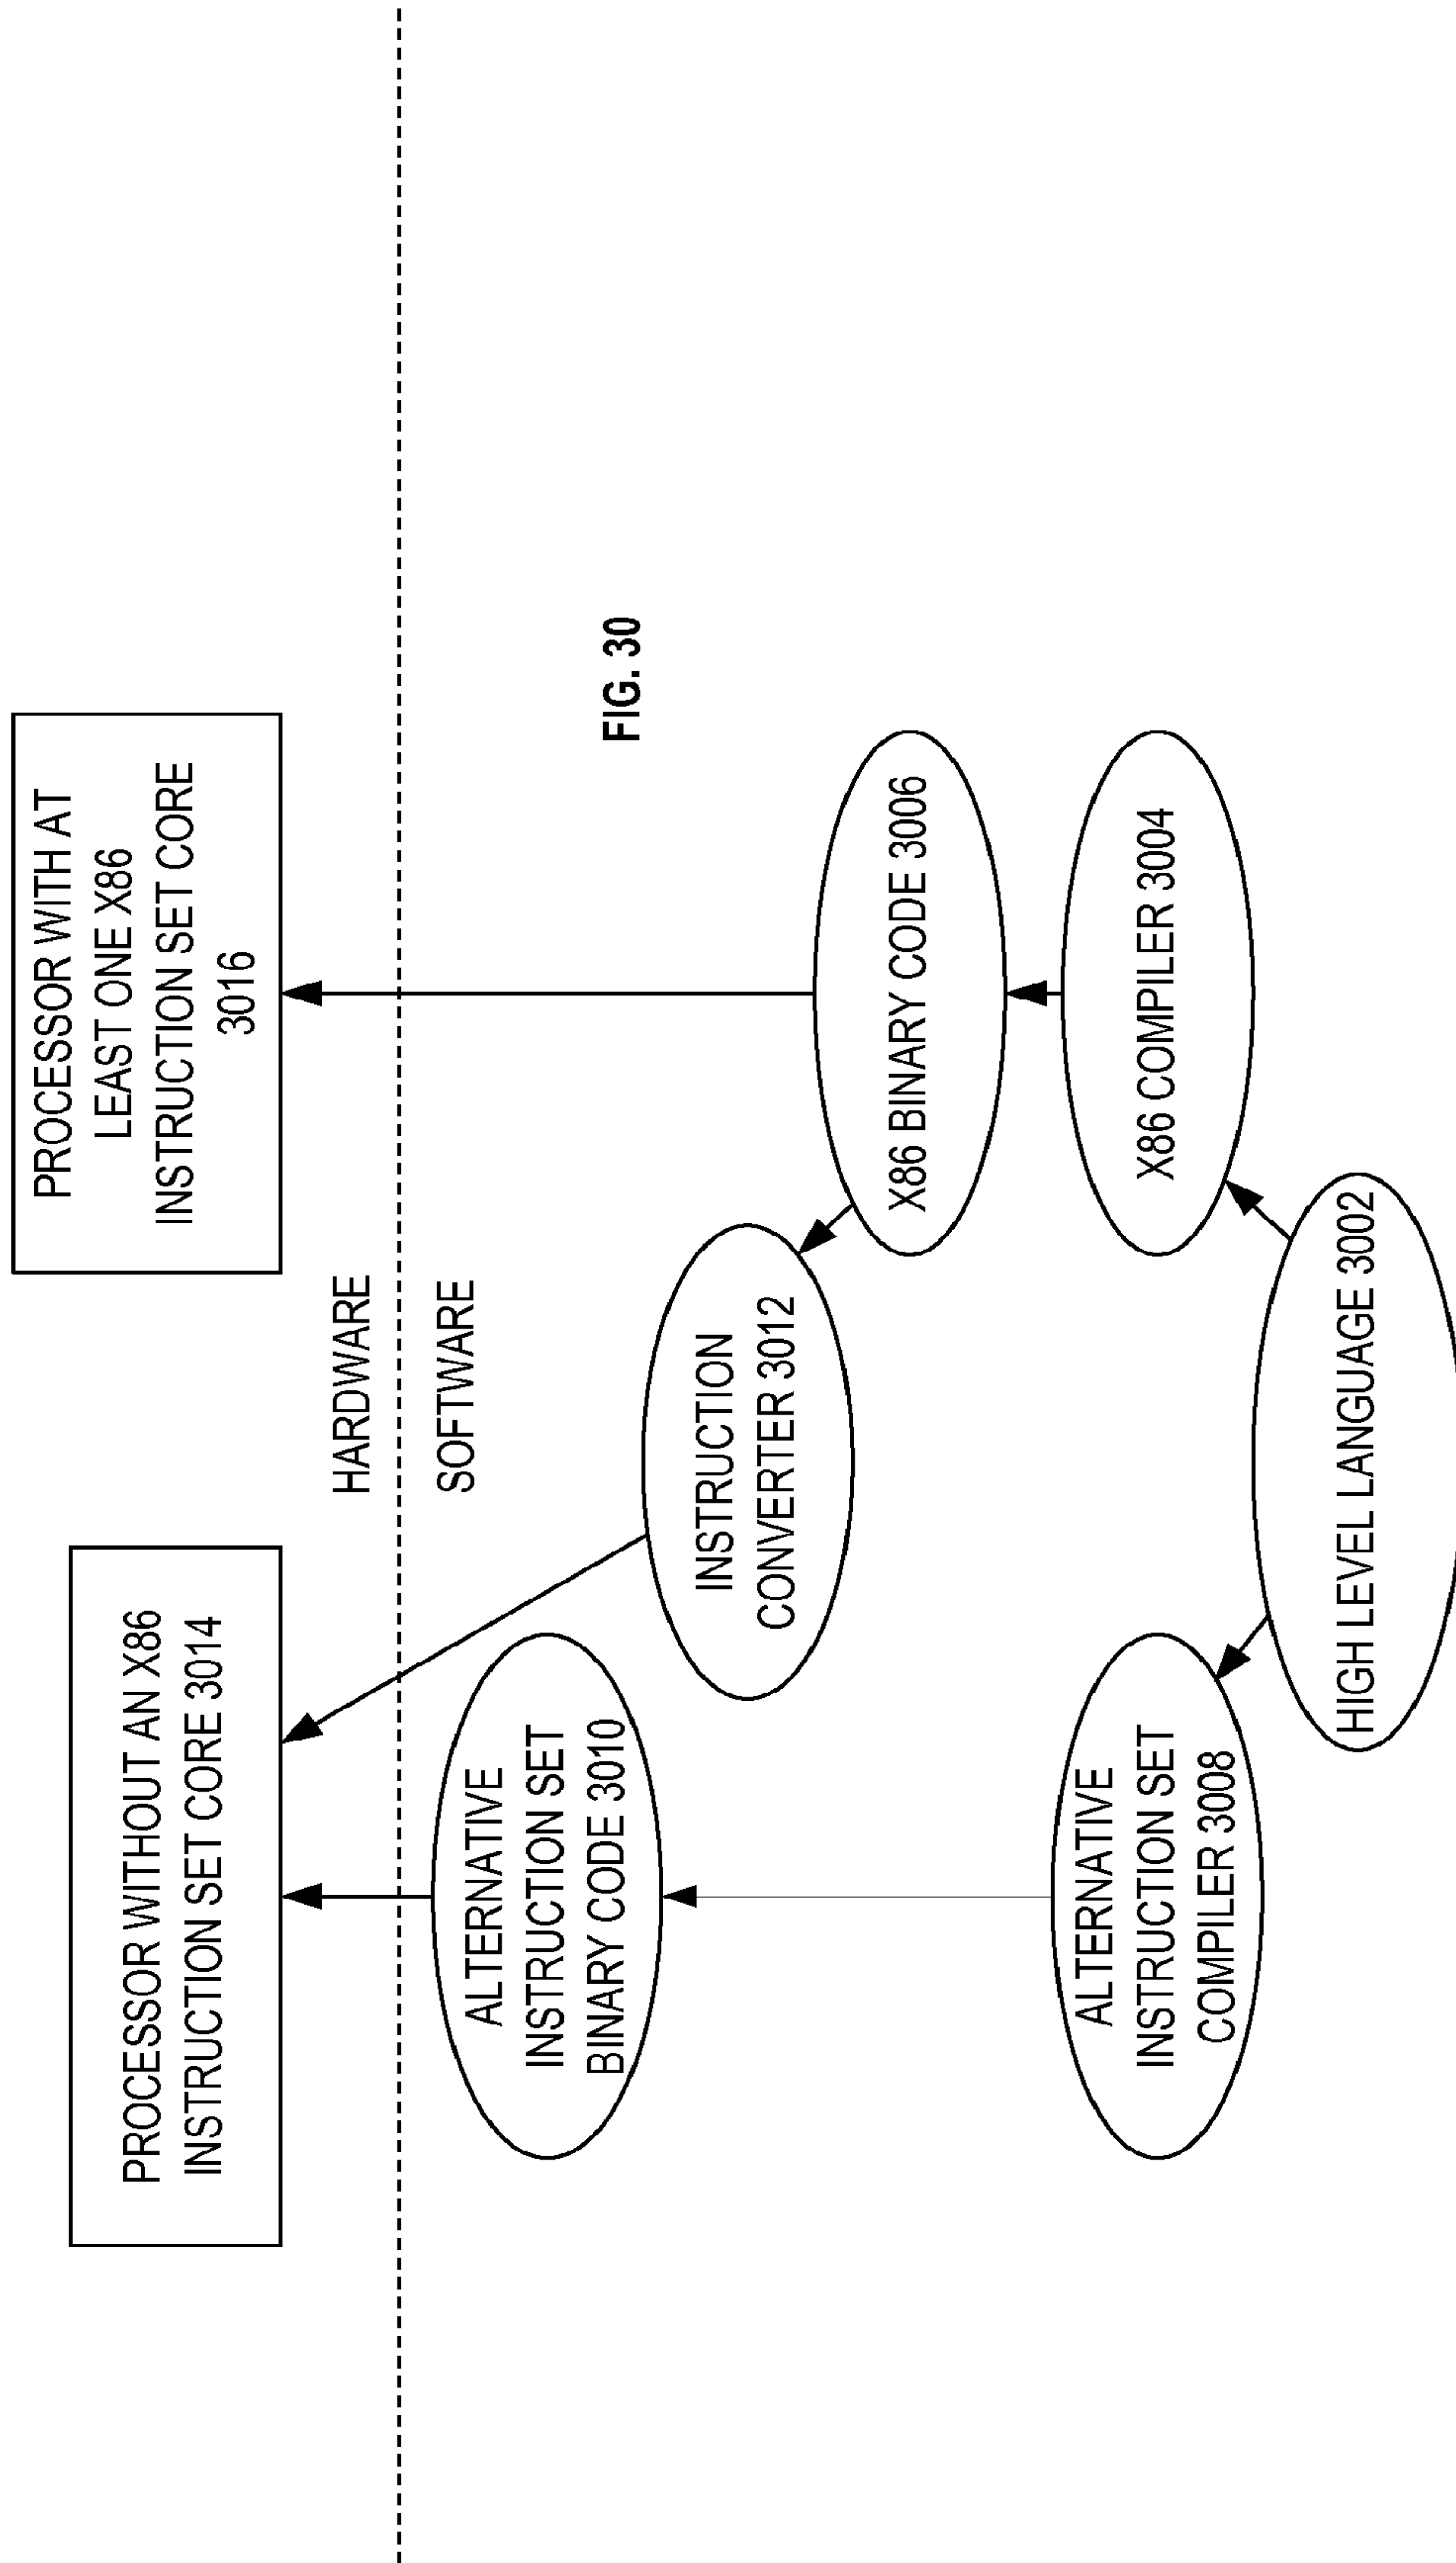 PROCESSOR WITHOUT AN X86
INSTRUCTION SET CORE 3014
PROCESSOR WITH AT
LEAST ONE X86
INSTRUCTION SET CORE
3016
HARDWARE
SOFTWARE
ALTERNATIVE
INSTRUCTION SET
BINARY CODE 3010
INSTRUCTION
CONVERTER 3012
FIG. 30
X86 BINARY CODE 3006
ALTERNATIVE
INSTRUCTION SET
COMPILER 3008
X86 COMPILER 3004
HIGH LEVEL LANGUAGE 3002